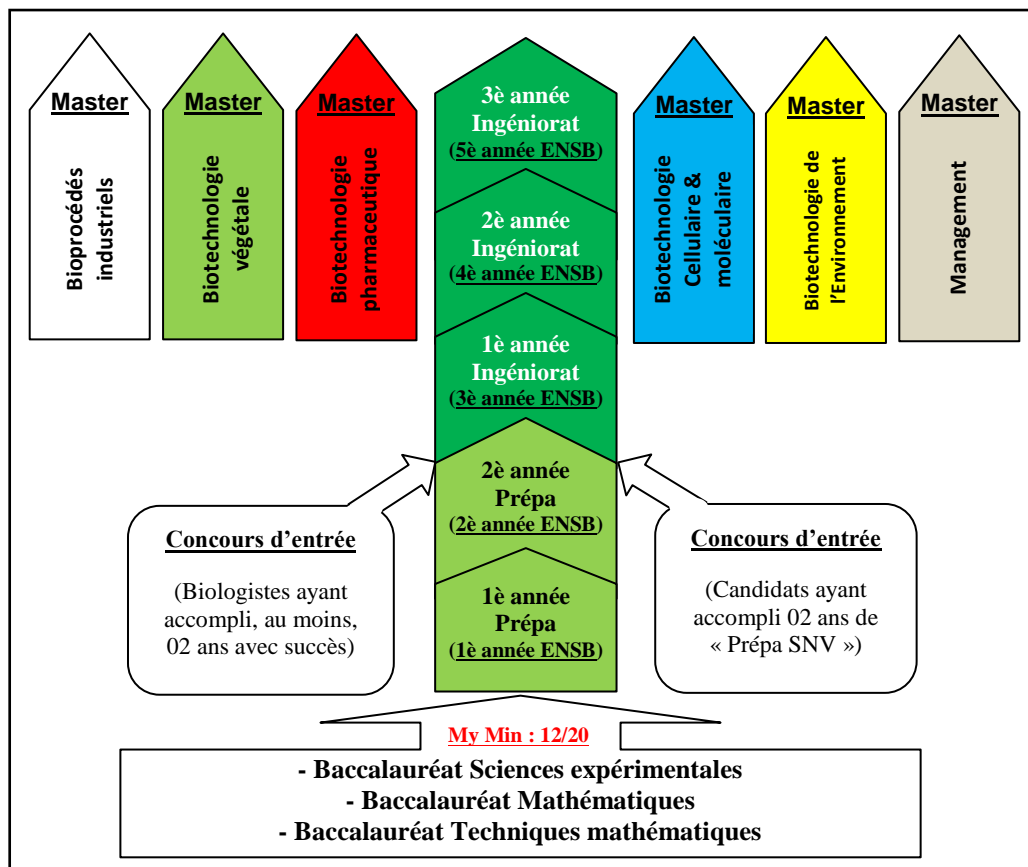 Master
Bioprocédés
industriels
Master
Biotechnologie
végétale
Master
Biotechnologie
pharmaceutique
3è année
Ingéniorat
(5è année ENSB)
2è année
Ingéniorat
(4è année ENSB)
1è année
Ingéniorat
(3è année ENSB)
2è année
Prépa
(2è année ENSB)
1è année
Prépa
(1è année ENSB)
Master
Biotechnologie
Cellulaire &
moléculaire
Master
Biotechnologie de
l'Environnement
Master
Management
Concours d'entrée
(Biologistes ayant
accompli, au moins,
02 ans avec succès)
Concours d'entrée
(Candidats ayant
accompli 02 ans de
« Prépa SNV »)
My Min : 12/20
- Baccalauréat Sciences expérimentales
- Baccalauréat Mathématiques
- Baccalauréat Techniques mathématiques